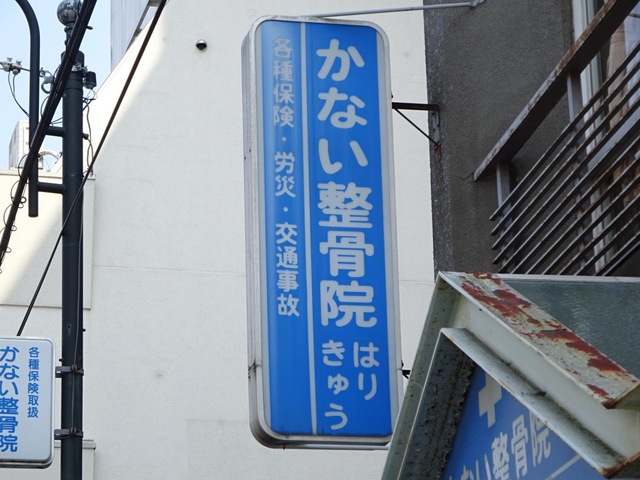 かない整骨院
はり
きゅう
各種保険・労災・交通事故
各種保険取扱
かない整骨院
かない整骨院